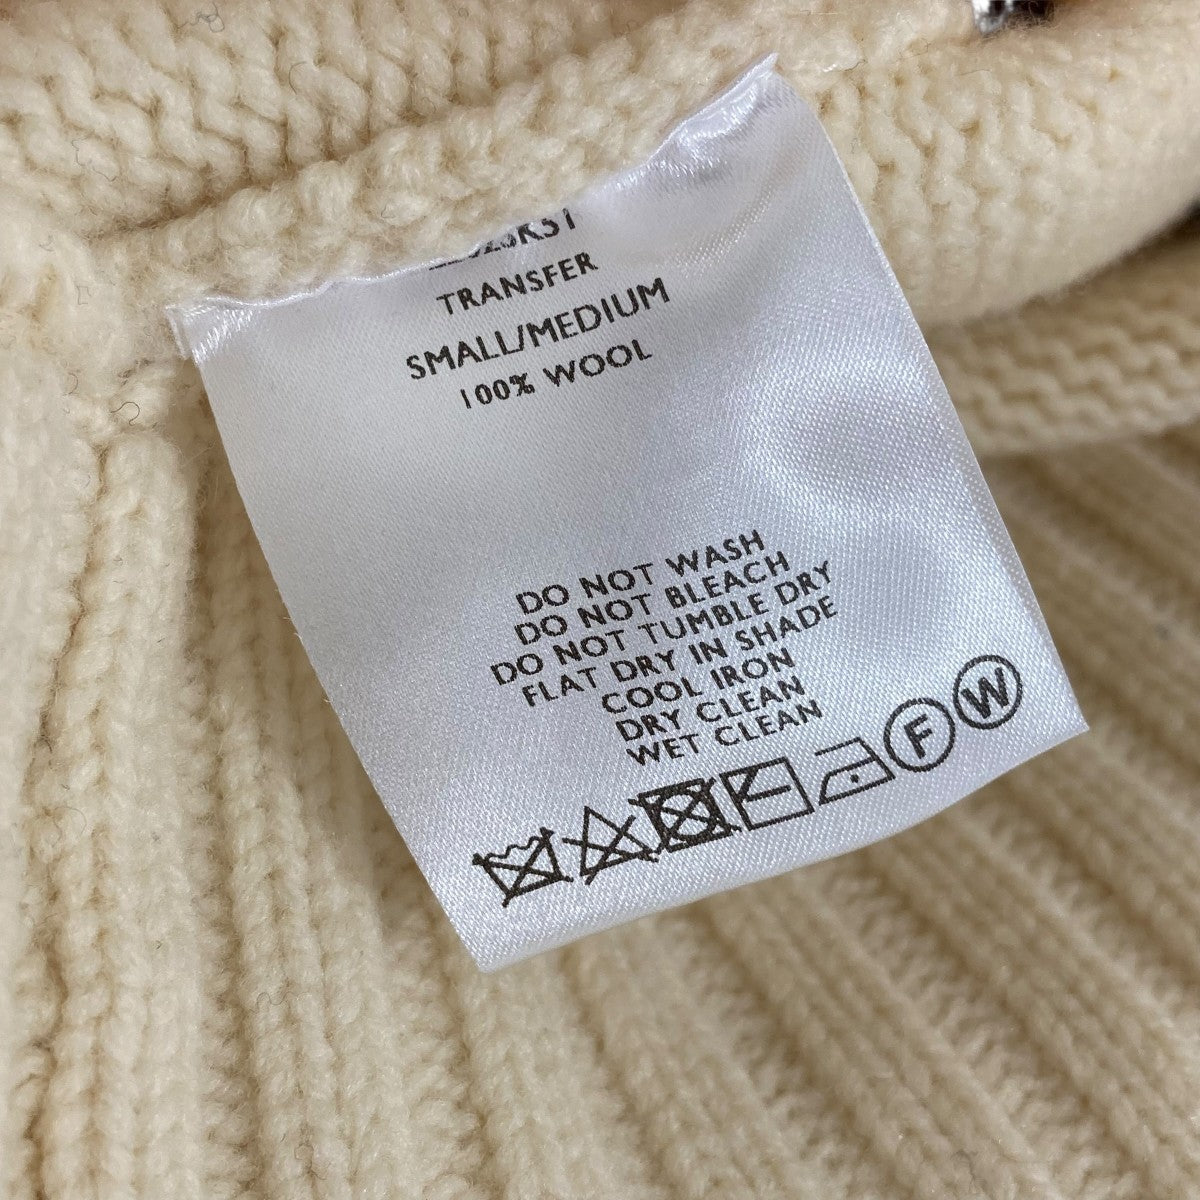 TRANSFER
SMALL/MEDIUM
100% WOOL
DO NOT WASH
DO NOT BLEACH
DO NOT TUMBLE DRY
FLAT DRY IN SHADE
COOL IRON
DRY CLEAN
WET CLEAN
F W